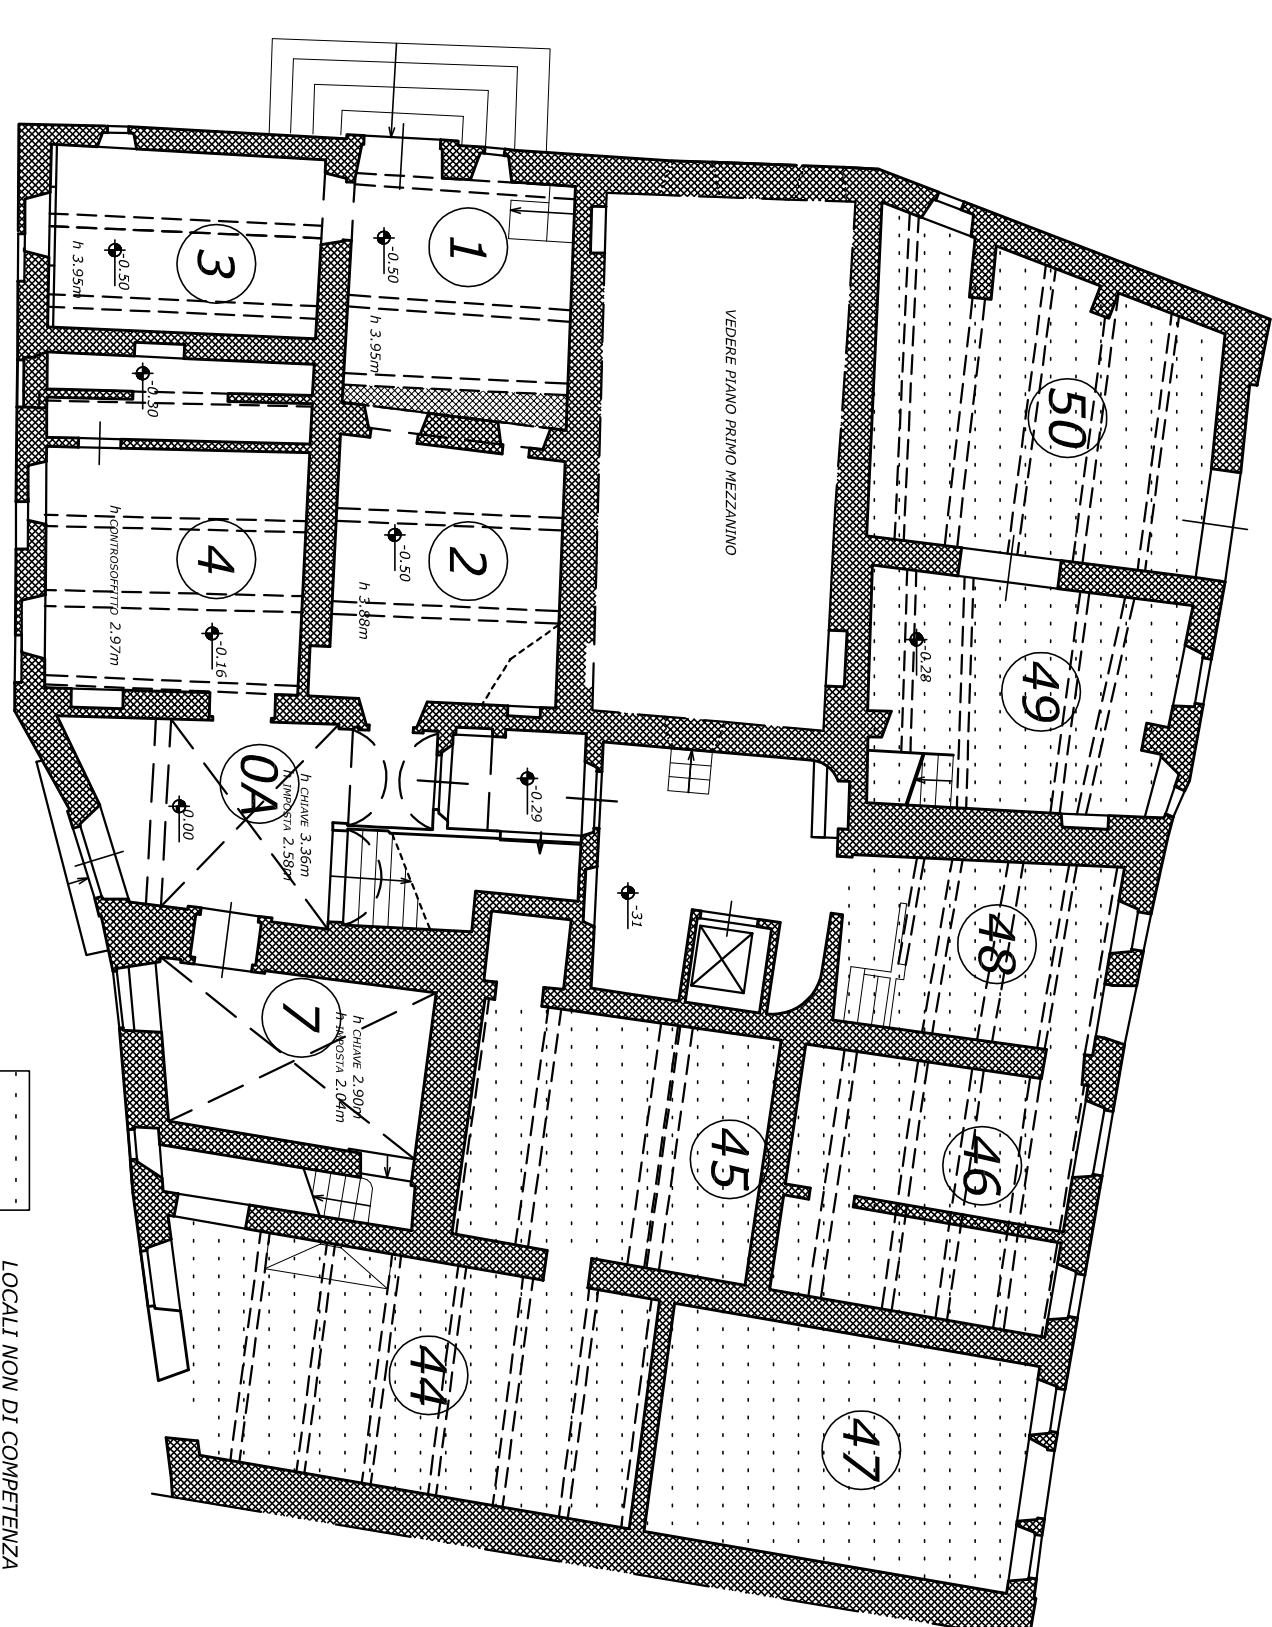 1
-0.50
h 3.95m
3
-0.50
h 3.95m
-0.50
VEDERE PIANO PRIMO MEZZANINO
50
2
-0.50
h 3.88m
4
h CONTROSOFFITTO 2.97m
-0.16
49
-0.28
0A
h CHIAVE 3.36m
h IMPOSTA 2.58m
0.00
-0.29
-31
48
7
h CHIAVE 2.90m
h IMPOSTA 2.04m
45
46
44
47
LOCALI NON DI COMPETENZA